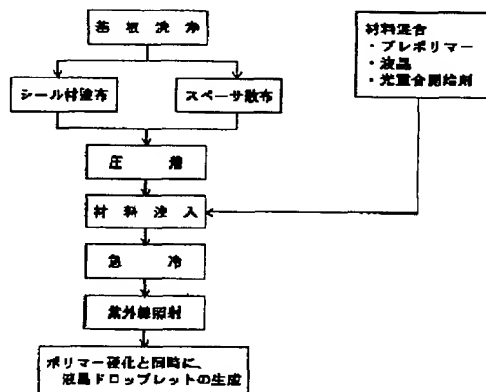 基板洗浄
シール材塗布
スペーサ散布
圧着
材料注入
急冷
紫外線照射
ポリマー硬化と同時に、
液晶ドロップレットの生成
材料混合
・プレポリマー
・液晶
・光重合開始剤